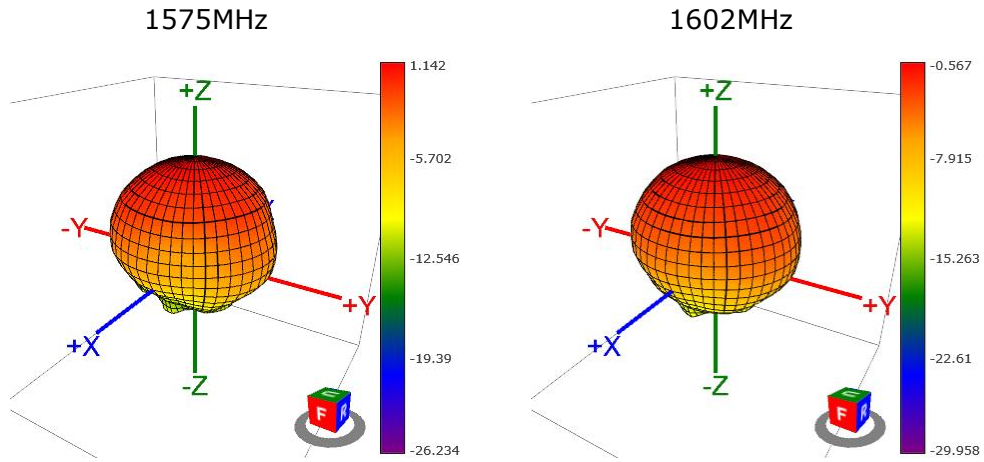 1575MHz
1602MHz
+Z
-Y
+Y
+X
-Z
1.142
-5.702
-12.546
-19.39
-26.234
F
R
+Z
-Y
+Y
+X
-Z
-0.567
-7.915
-15.263
-22.61
-29.958
F
R